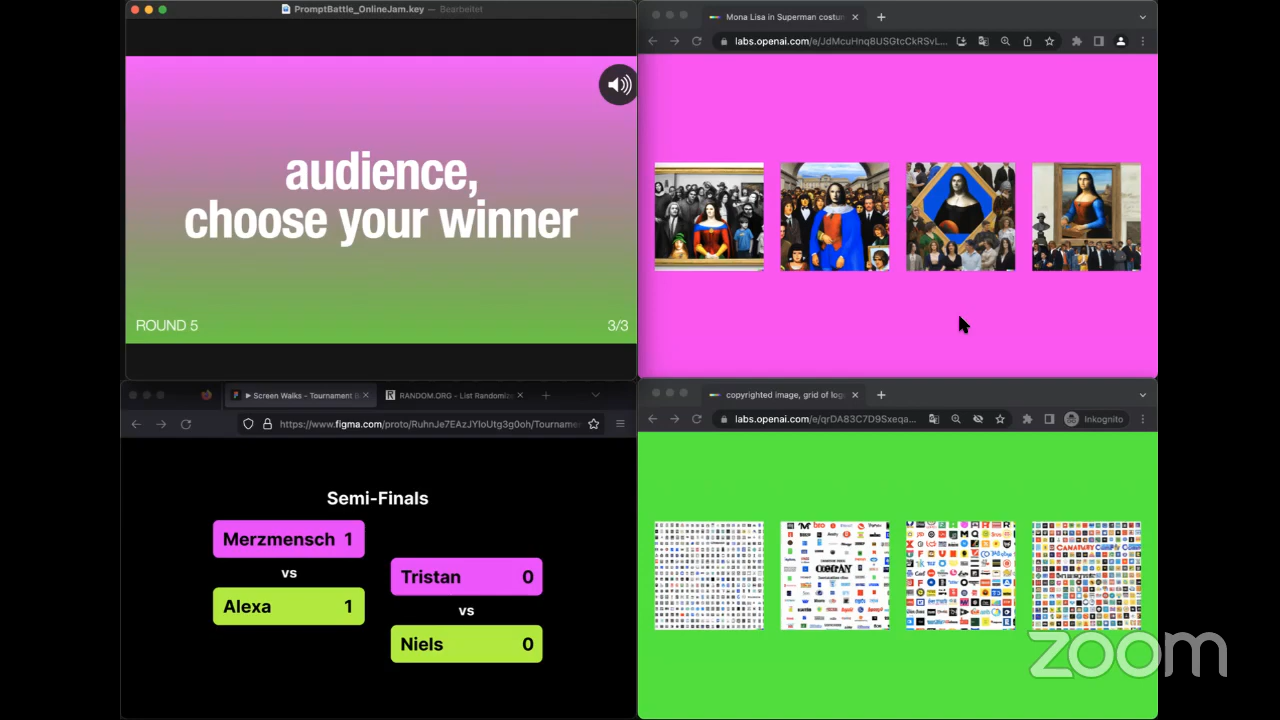 PromptBattle_OnlineJam.key — Bearbeitet
audience,
choose your winner
ROUND 5
3/3
Mona Lisa in Superman costu
labs.openai.com/e/JdMcuHnq8USGtcCkRSvL...
Screen Walks - Tournament
RANDOM.ORG - List Randomiz
https://www.figma.com/proto/RuhnJe7EAzJYIoUtg3g0oh/Tourname
Semi-Finals
Merzmensch 1
vs
Alexa 1
Tristan 0
vs
Niels 0
copyrighted image, grid of log
labs.openai.com/e/qrDA83C7D9Sxeqa...
Inkognito
zoom